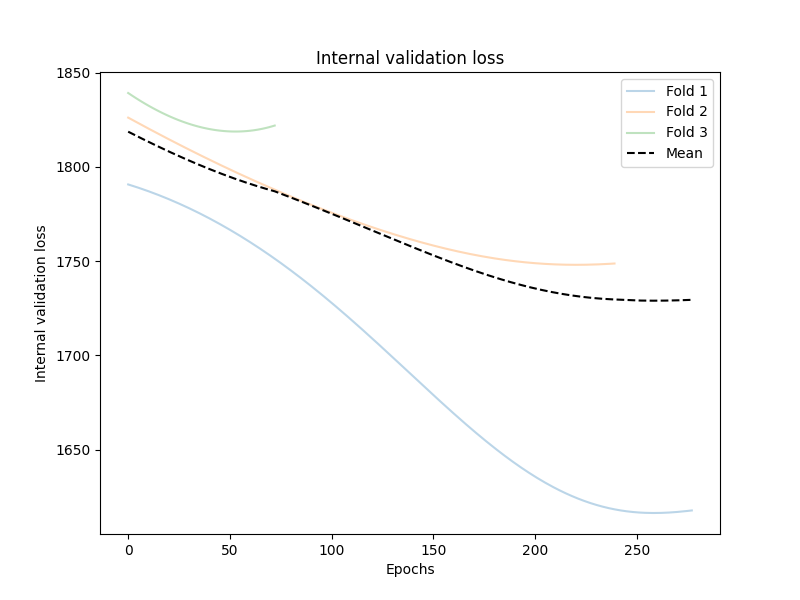 Internal validation loss
Fold 1
Fold 2
Fold 3
Mean
Internal validation loss
1850
1800
1750
1700
1650
0 50 100 150 200 250
Epochs